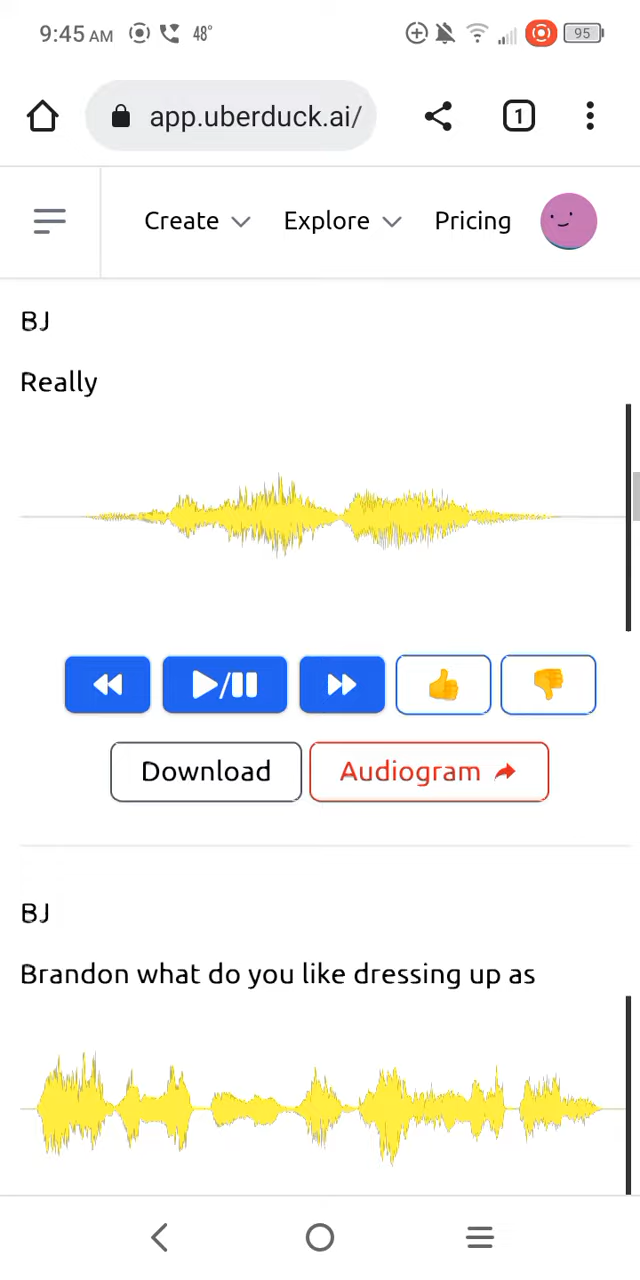 9:45 AM 48° 95
app.uberduck.ai/ 1
Create Explore Pricing
BJ
Really
Download Audiogram
BJ
Brandon what do you like dressing up as